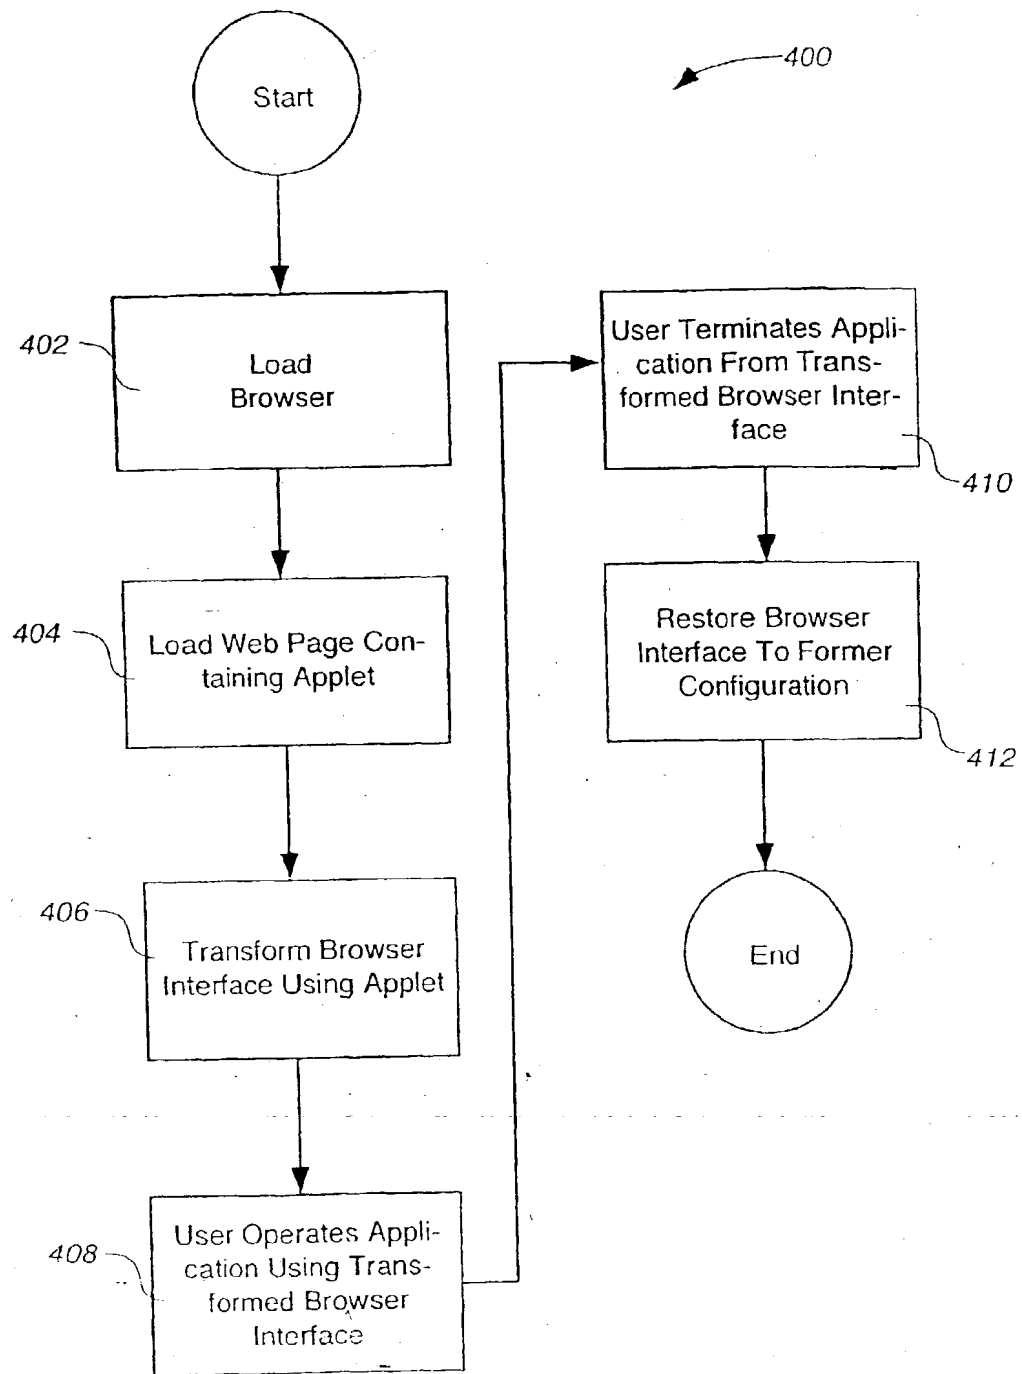 400
Start
402
Load
Browser
404
Load Web Page Con-
taining Applet
406
Transform Browser
Interface Using Applet
408
User Operates Appli-
cation Using Trans-
formed Browser
Interface
User Terminates Appli-
cation From Trans-
formed Browser Inter-
face
410
Restore Browser
Interface To Former
Configuration
412
End